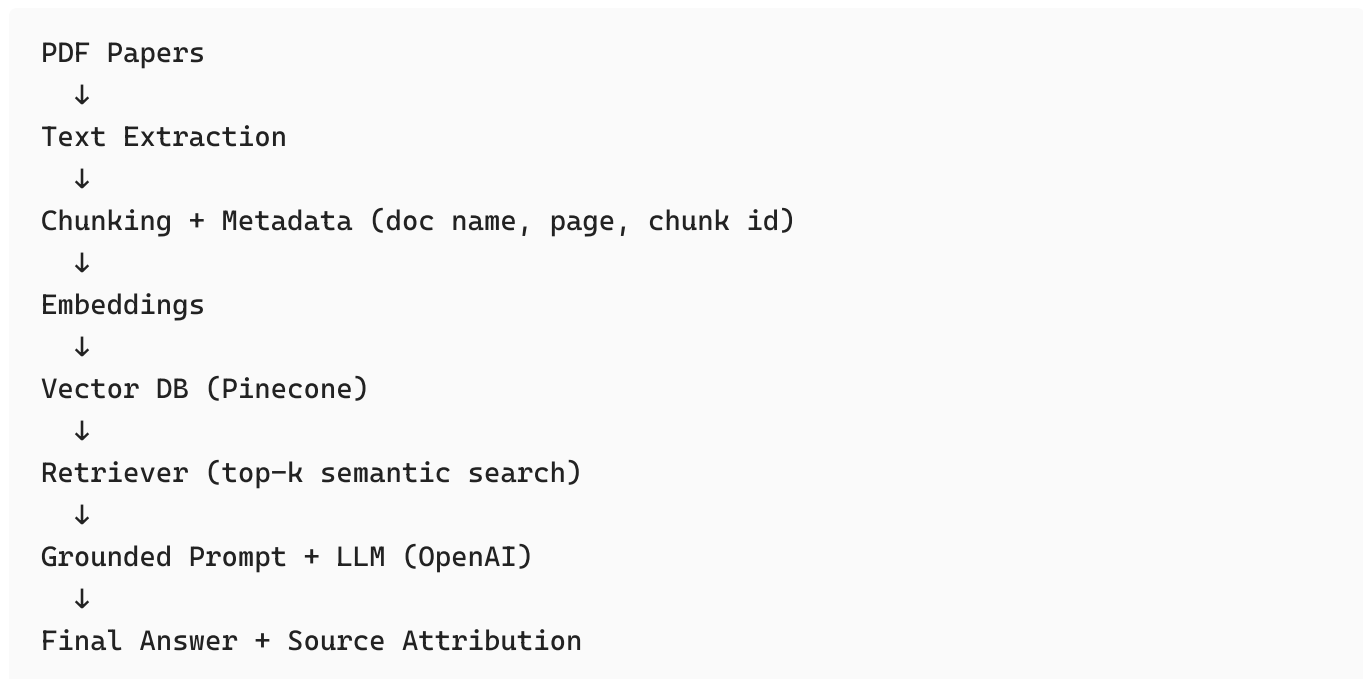 PDF Papers
↓
Text Extraction
↓
Chunking + Metadata (doc name, page, chunk id)
↓
Embeddings
↓
Vector DB (Pinecone)
↓
Retriever (top-k semantic search)
↓
Grounded Prompt + LLM (OpenAI)
↓
Final Answer + Source Attribution